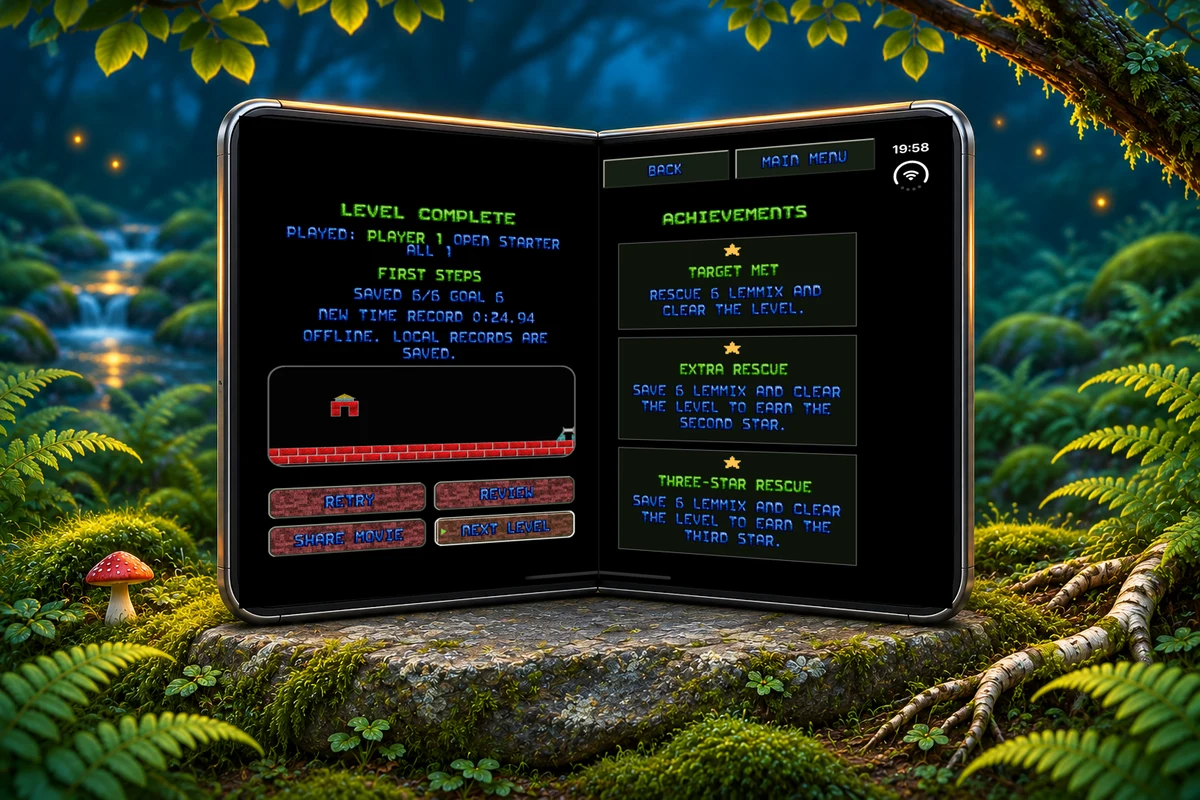 LEVEL COMPLETE
PLAYED: PLAYER 1 OPEN STARTER
ALL 1
FIRST STEPS
SAVED 6/6 GOAL 6
NEW TIME RECORD 0:24.94
OFFLINE. LOCAL RECORDS ARE
SAVED.
RETRY
REVIEW
SHARE MOVIE
NEXT LEVEL
BACK
MAIN MENU
19:58
ACHIEVEMENTS
TARGET MET
RESCUE 6 LEMMIX AND
CLEAR THE LEVEL.
EXTRA RESCUE
SAVE 6 LEMMIX AND CLEAR
THE LEVEL TO EARN THE
SECOND STAR.
THREE-STAR RESCUE
SAVE 6 LEMMIX AND CLEAR
THE LEVEL TO EARN THE
THIRD STAR.